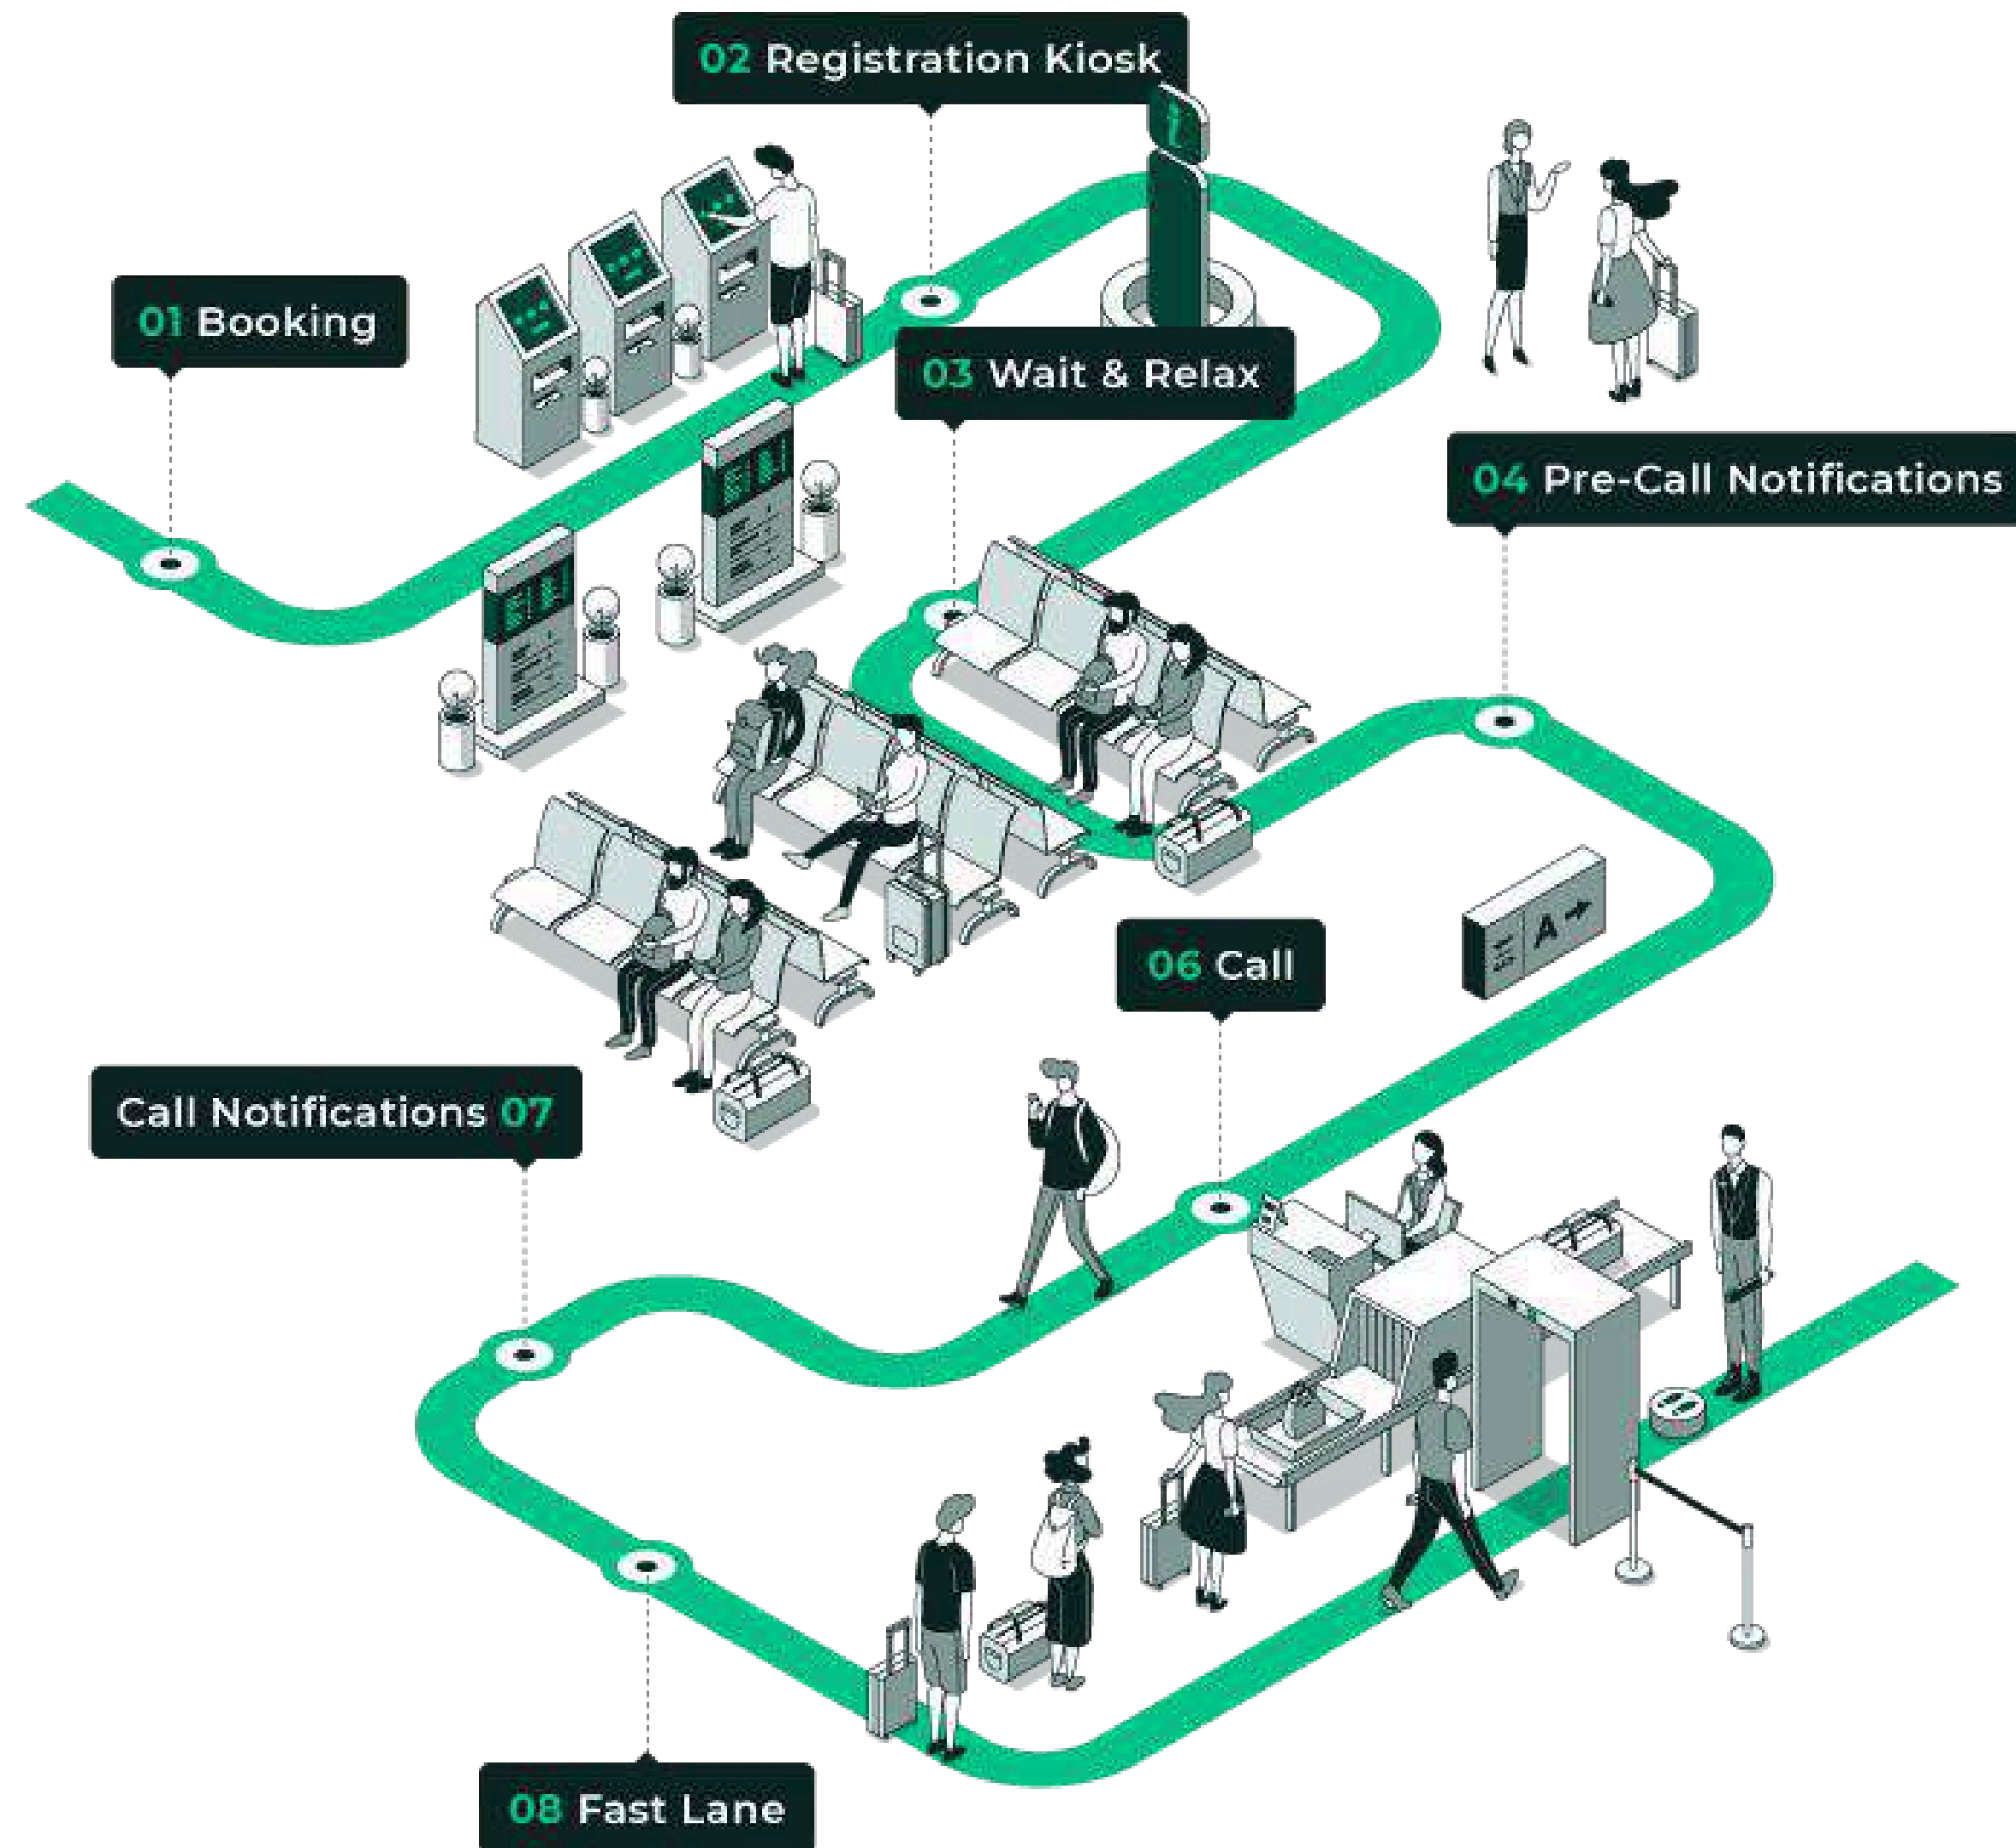 02 Registration Kiosk
i
01 Booking
03 Wait & Relax
04 Pre-Call Notifications
A →
06 Call
Call Notifications 07
08 Fast Lane